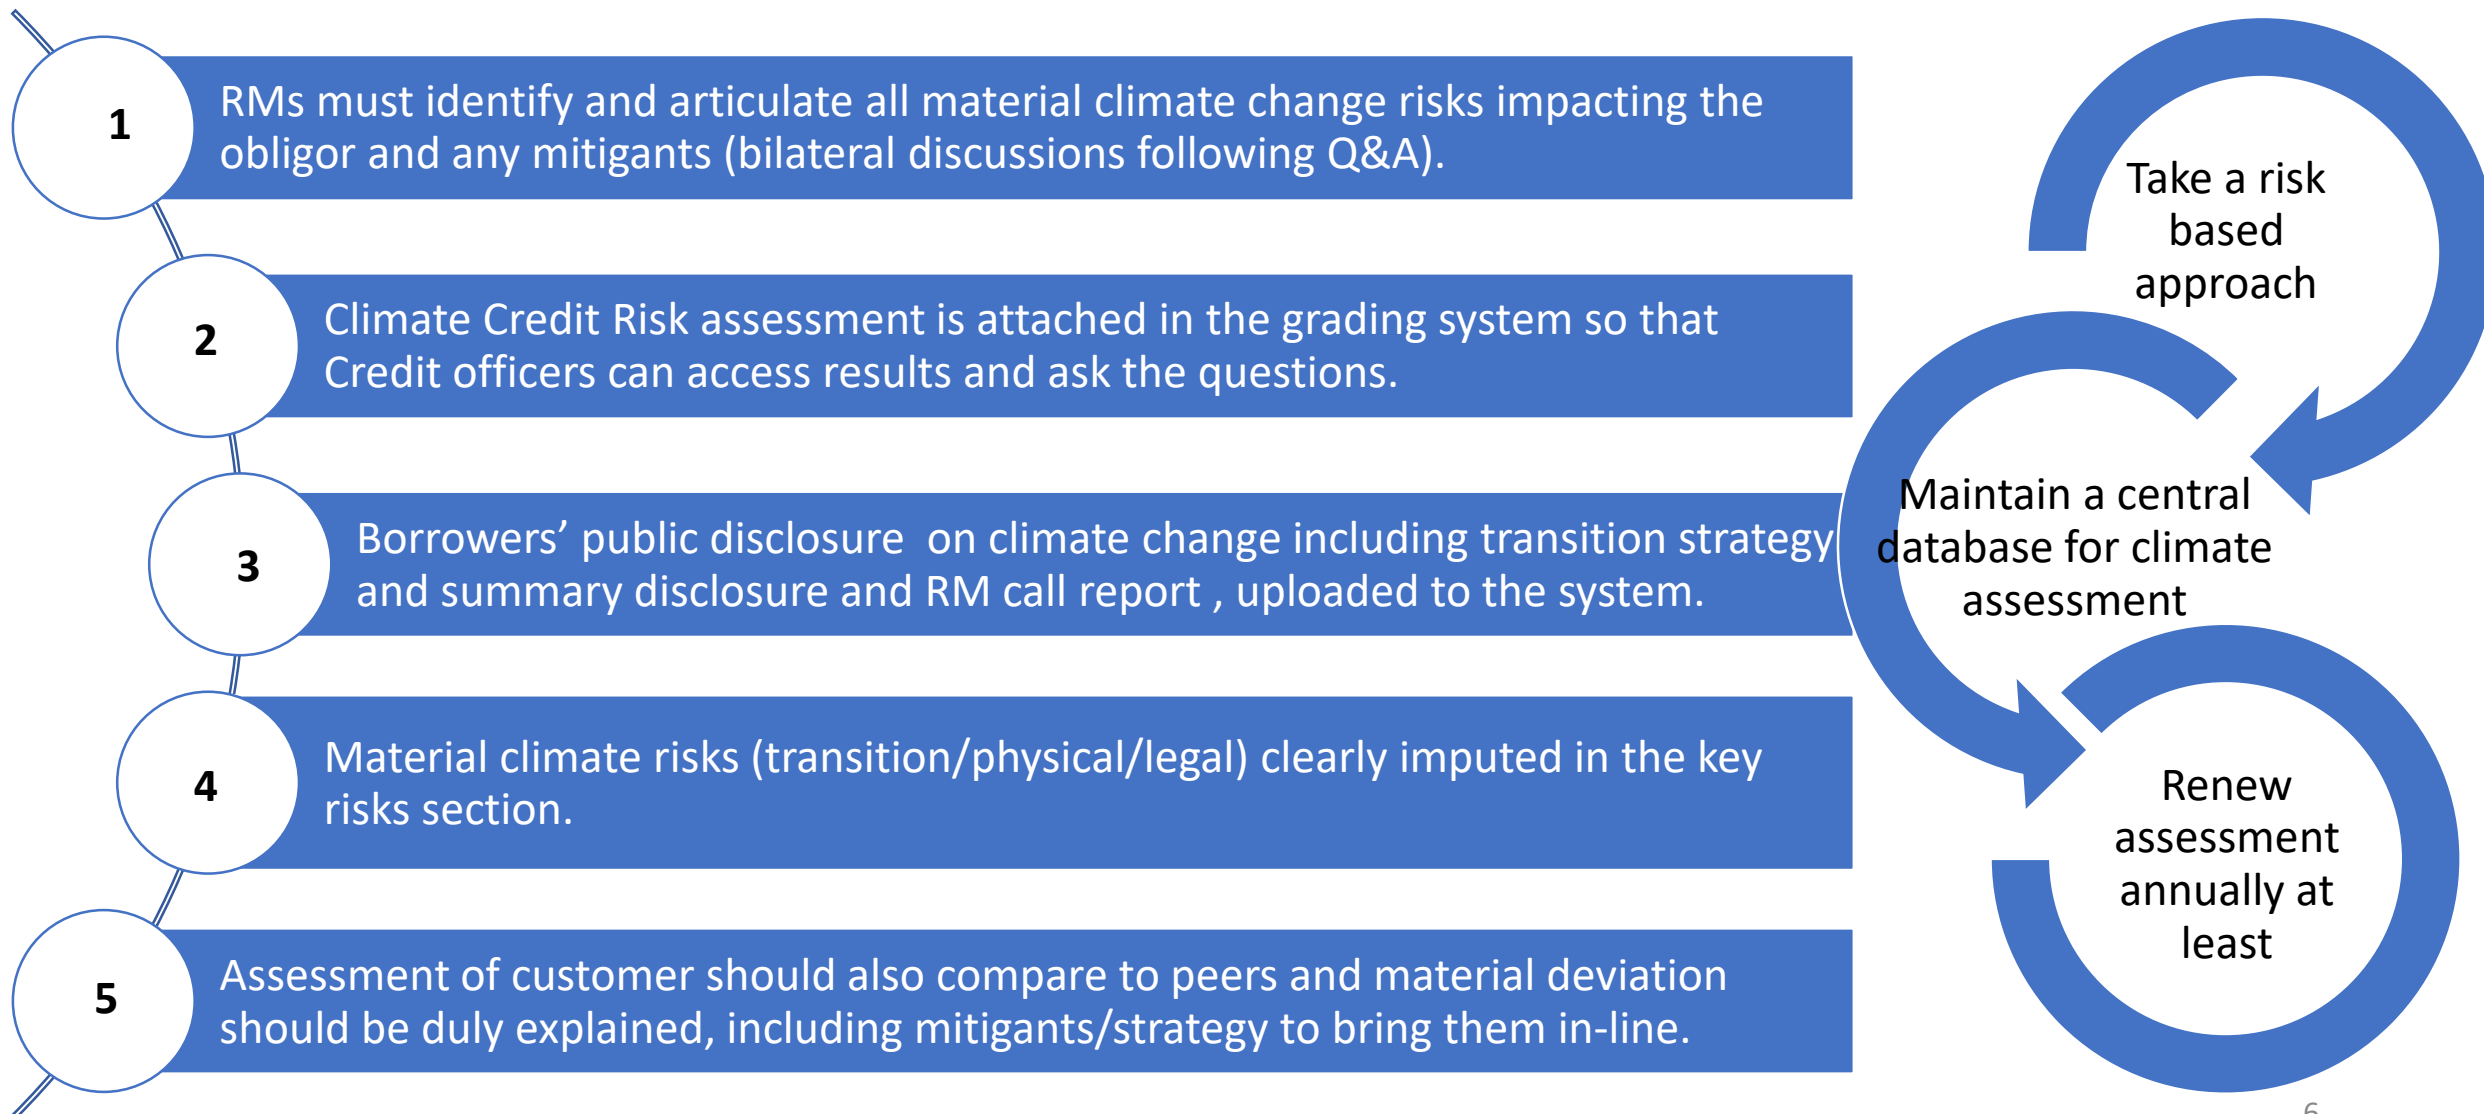 1
RMs must identify and articulate all material climate change risks impacting the
obligor and any mitigants (bilateral discussions following Q&A).
2
Climate Credit Risk assessment is attached in the grading system so that
Credit officers can access results and ask the questions.
3
Borrowers’ public disclosure  on climate change including transition strategy
and summary disclosure and RM call report , uploaded to the system.
4
Material climate risks (transition/physical/legal) clearly imputed in the key
risks section.
5
Assessment of customer should also compare to peers and material deviation
should be duly explained, including mitigants/strategy to bring them in-line.
Take a risk
based
approach
Maintain a central
database for climate
assessment
Renew
assessment
annually at
least
6